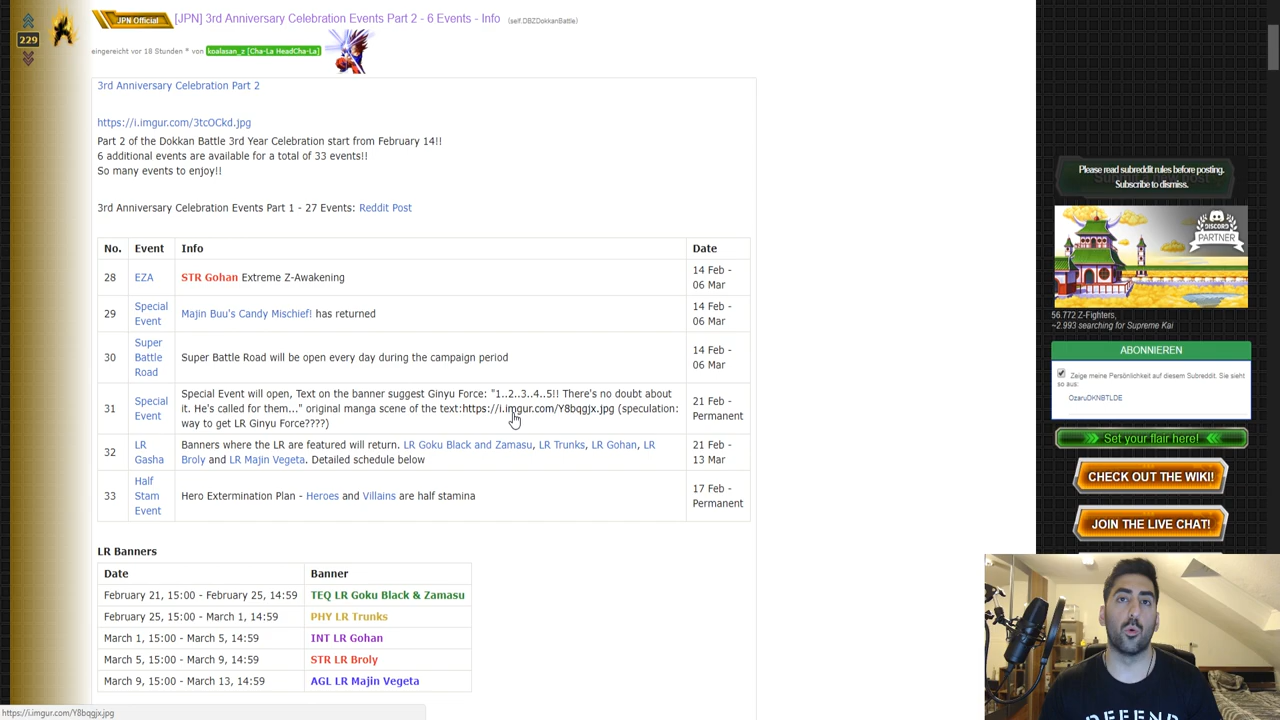 JPN Official [JPN] 3rd Anniversary Celebration Events Part 2 - 6 Events - Info (self.DBZDokkanBattle)
229
eingereicht vor 18 Stunden * von koalasan_z [Cha-La HeadCha-La]
3rd Anniversary Celebration Part 2
https://i.imgur.com/3tcOCkd.jpg
Part 2 of the Dokkan Battle 3rd Year Celebration start from February 14!!
6 additional events are available for a total of 33 events!!
So many events to enjoy!!
3rd Anniversary Celebration Events Part 1 - 27 Events: Reddit Post
No. Event Info Date
28 EZA STR Gohan Extreme Z-Awakening 14 Feb -
06 Mar
29 Special
Event Majin Buu's Candy Mischief! has returned 14 Feb -
06 Mar
30 Super
Battle
Road Super Battle Road will be open every day during the campaign period 14 Feb -
06 Mar
31 Special
Event Special Event will open, Text on the banner suggest Ginyu Force: "1..2..3..4..5!! There's no doubt about
it. He's called for them..." original manga scene of the text:https://i.imgur.com/Y8bqgjx.jpg (speculation:
way to get LR Ginyu Force????) 21 Feb -
Permanent
32 LR
Gasha Banners where the LR are featured will return. LR Goku Black and Zamasu, LR Trunks, LR Gohan, LR
Broly and LR Majin Vegeta. Detailed schedule below 21 Feb -
13 Mar
33 Half
Stam
Event Hero Extermination Plan - Heroes and Villains are half stamina 17 Feb -
Permanent
LR Banners
Date Banner
February 21, 15:00 - February 25, 14:59 TEQ LR Goku Black & Zamasu
February 25, 15:00 - March 1, 14:59 PHY LR Trunks
March 1, 15:00 - March 5, 14:59 INT LR Gohan
March 5, 15:00 - March 9, 14:59 STR LR Broly
March 9, 15:00 - March 13, 14:59 AGL LR Majin Vegeta
https://i.imgur.com/Y8bqgjx.jpg
Please read subreddit rules before posting.
Subscribe to dismiss.
DISCORD
PARTNER
56.772 Z-Fighters,
~2.993 searching for Supreme Kai
ABONNIEREN
Zeige meine Persönlichkeit auf diesem Subreddit. Sie sieht
so aus:
OzaruDKNBTLDE
Set your flair here!
CHECK OUT THE WIKI!
JOIN THE LIVE CHAT!
DEFEND